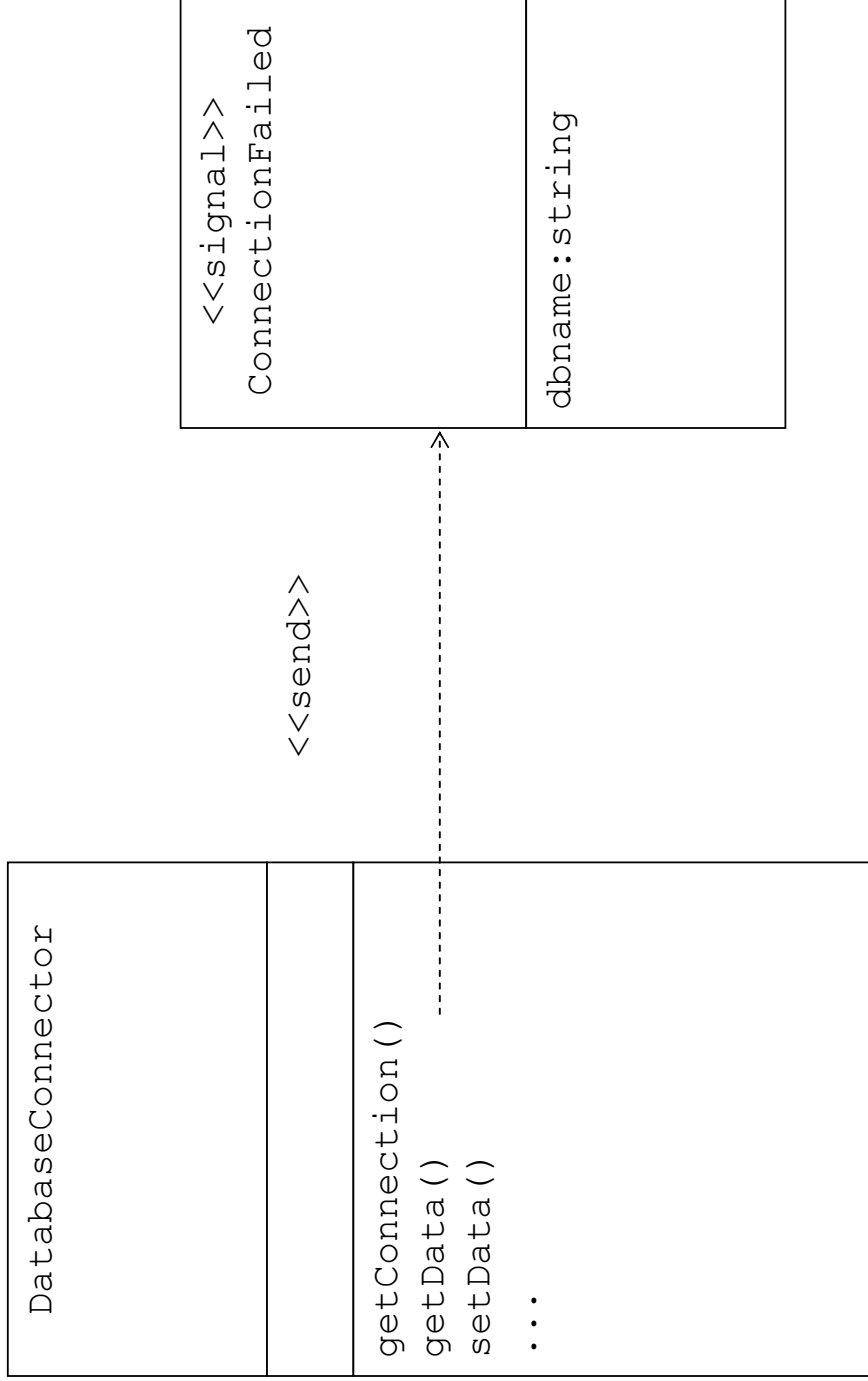 DatabaseConnector
getConnection()
getData()
setData()
...
<<send>>
<<signal>>
ConnectionFailed
dbname:string